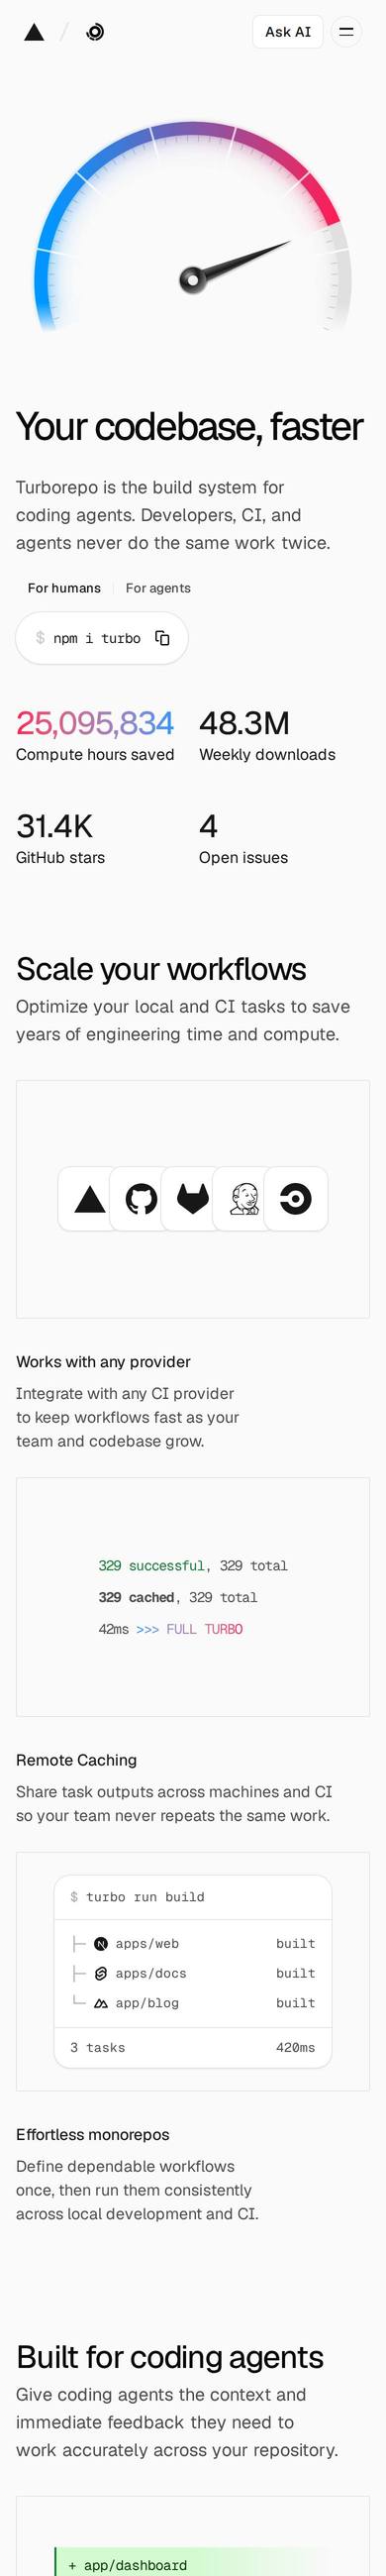 Ask AI
Your codebase, faster
Turborepo is the build system for
coding agents. Developers, CI, and
agents never do the same work twice.
For humans
For agents
$ npm i turbo
25,095,834
Compute hours saved
48.3M
Weekly downloads
31.4K
GitHub stars
4
Open issues
Scale your workflows
Optimize your local and CI tasks to save
years of engineering time and compute.
Works with any provider
Integrate with any CI provider
to keep workflows fast as your
team and codebase grow.
329 successful, 329 total
329 cached, 329 total
42ms >>> FULL TURBO
Remote Caching
Share task outputs across machines and CI
so your team never repeats the same work.
$ turbo run build
├─ apps/web built
├─ apps/docs built
└─ app/blog built
3 tasks 420ms
Effortless monorepos
Define dependable workflows
once, then run them consistently
across local development and CI.
Built for coding agents
Give coding agents the context and
immediate feedback they need to
work accurately across your repository.
+ app/dashboard